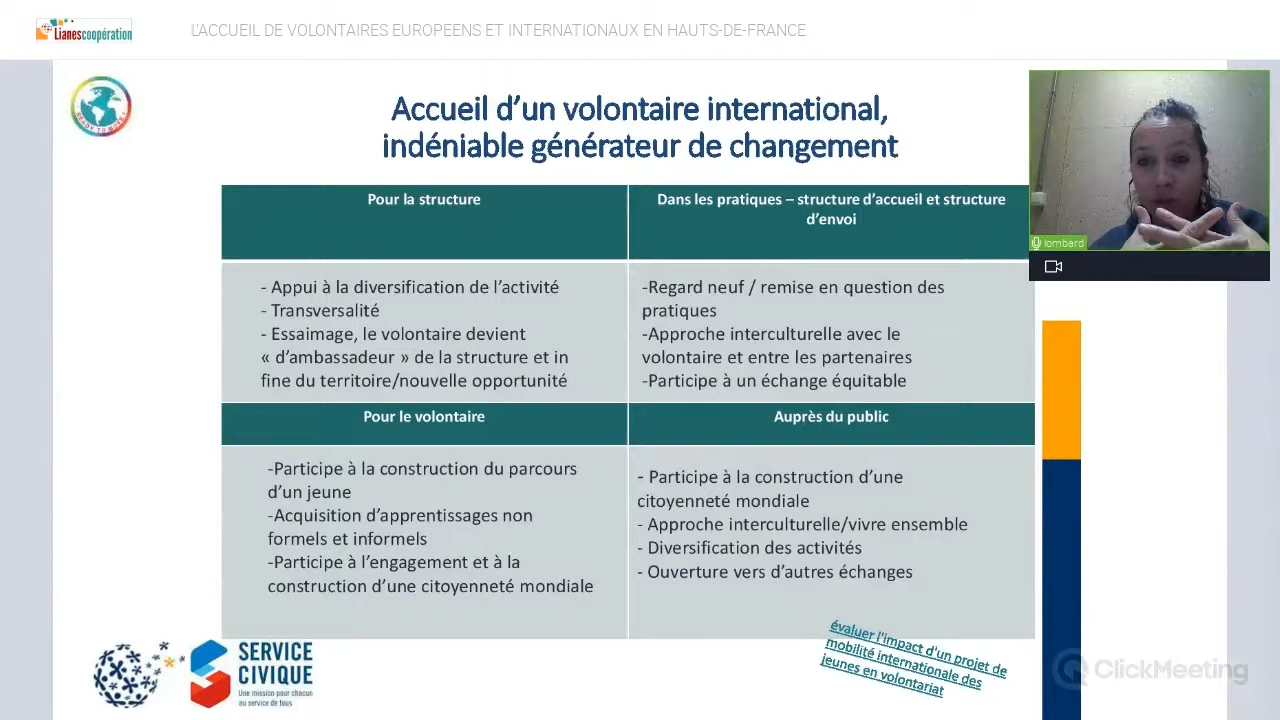 Lianescoopération
L'ACCUEIL DE VOLONTAIRES EUROPEENS ET INTERNATIONAUX EN HAUTS-DE-FRANCE
Accueil d'un volontaire international,
indéniable générateur de changement
lombard
Pour la structure
Dans les pratiques – structure d'accueil et structure
d'envoi
- Appui à la diversification de l'activité
- Transversalité
- Essaimage, le volontaire devient
« d'ambassadeur » de la structure et in
fine du territoire/nouvelle opportunité
-Regard neuf / remise en question des
pratiques
-Approche interculturelle avec le
volontaire et entre les partenaires
-Participe à un échange équitable
Pour le volontaire
Auprès du public
-Participe à la construction du parcours
d'un jeune
-Acquisition d'apprentissages non
formels et informels
-Participe à l'engagement et à la
construction d'une citoyenneté mondiale
- Participe à la construction d'une
citoyenneté mondiale
- Approche interculturelle/vivre ensemble
- Diversification des activités
- Ouverture vers d'autres échanges
évaluer l'impact d'un projet de
mobilité internationale des
jeunes en volontariat
SERVICE
CIVIQUE
Une mission pour chacun
au service de tous
ClickMeeting